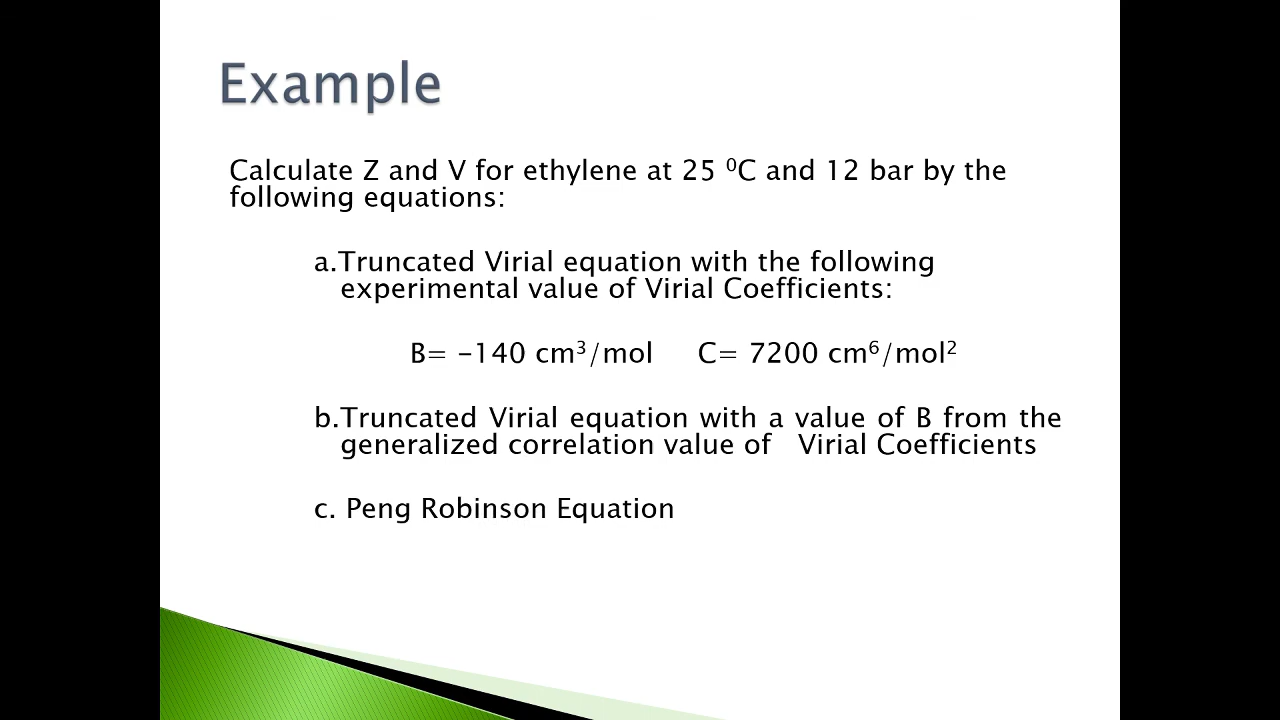 Example
Calculate Z and V for ethylene at 25 ⁰C and 12 bar by the
following equations:
a.Truncated Virial equation with the following
experimental value of Virial Coefficients:
B= -140 cm³/mol C= 7200 cm⁶/mol²
b.Truncated Virial equation with a value of B from the
generalized correlation value of Virial Coefficients
c. Peng Robinson Equation